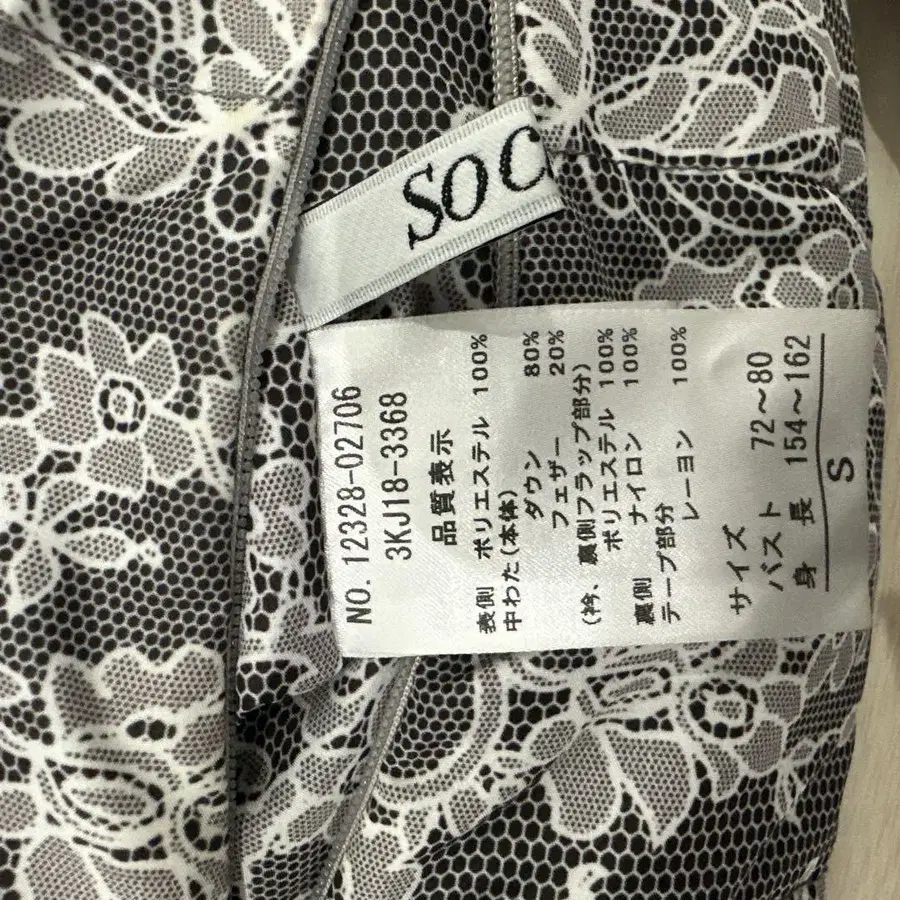 SO C
NO. 12328-02706
3KJ18-3368
品質表示
表側 ポリエステル 100%
中わた(本体)
ダウン 80%
フェザー 20%
(衿、裏側フラップ部分)
ポリエステル 100%
裏側 ナイロン 100%
テープ部分
レーヨン 100%
サイズ
バスト 72～80
身長 154～162
S